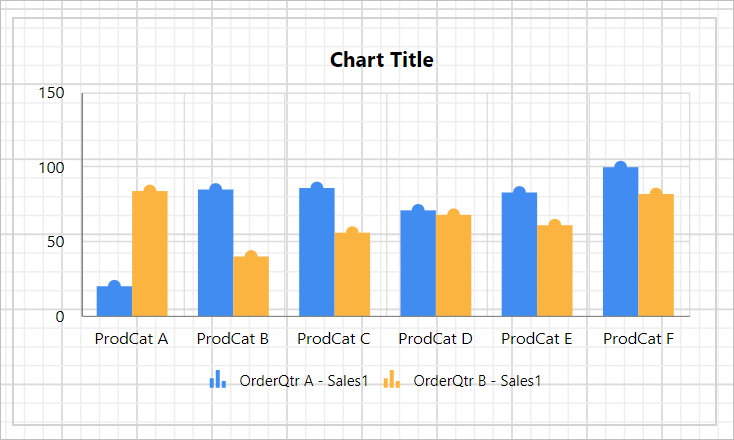 Chart Title
150
100
50
0
ProdCat A ProdCat B ProdCat C ProdCat D ProdCat E ProdCat F
OrderQtr A - Sales1 OrderQtr B - Sales1